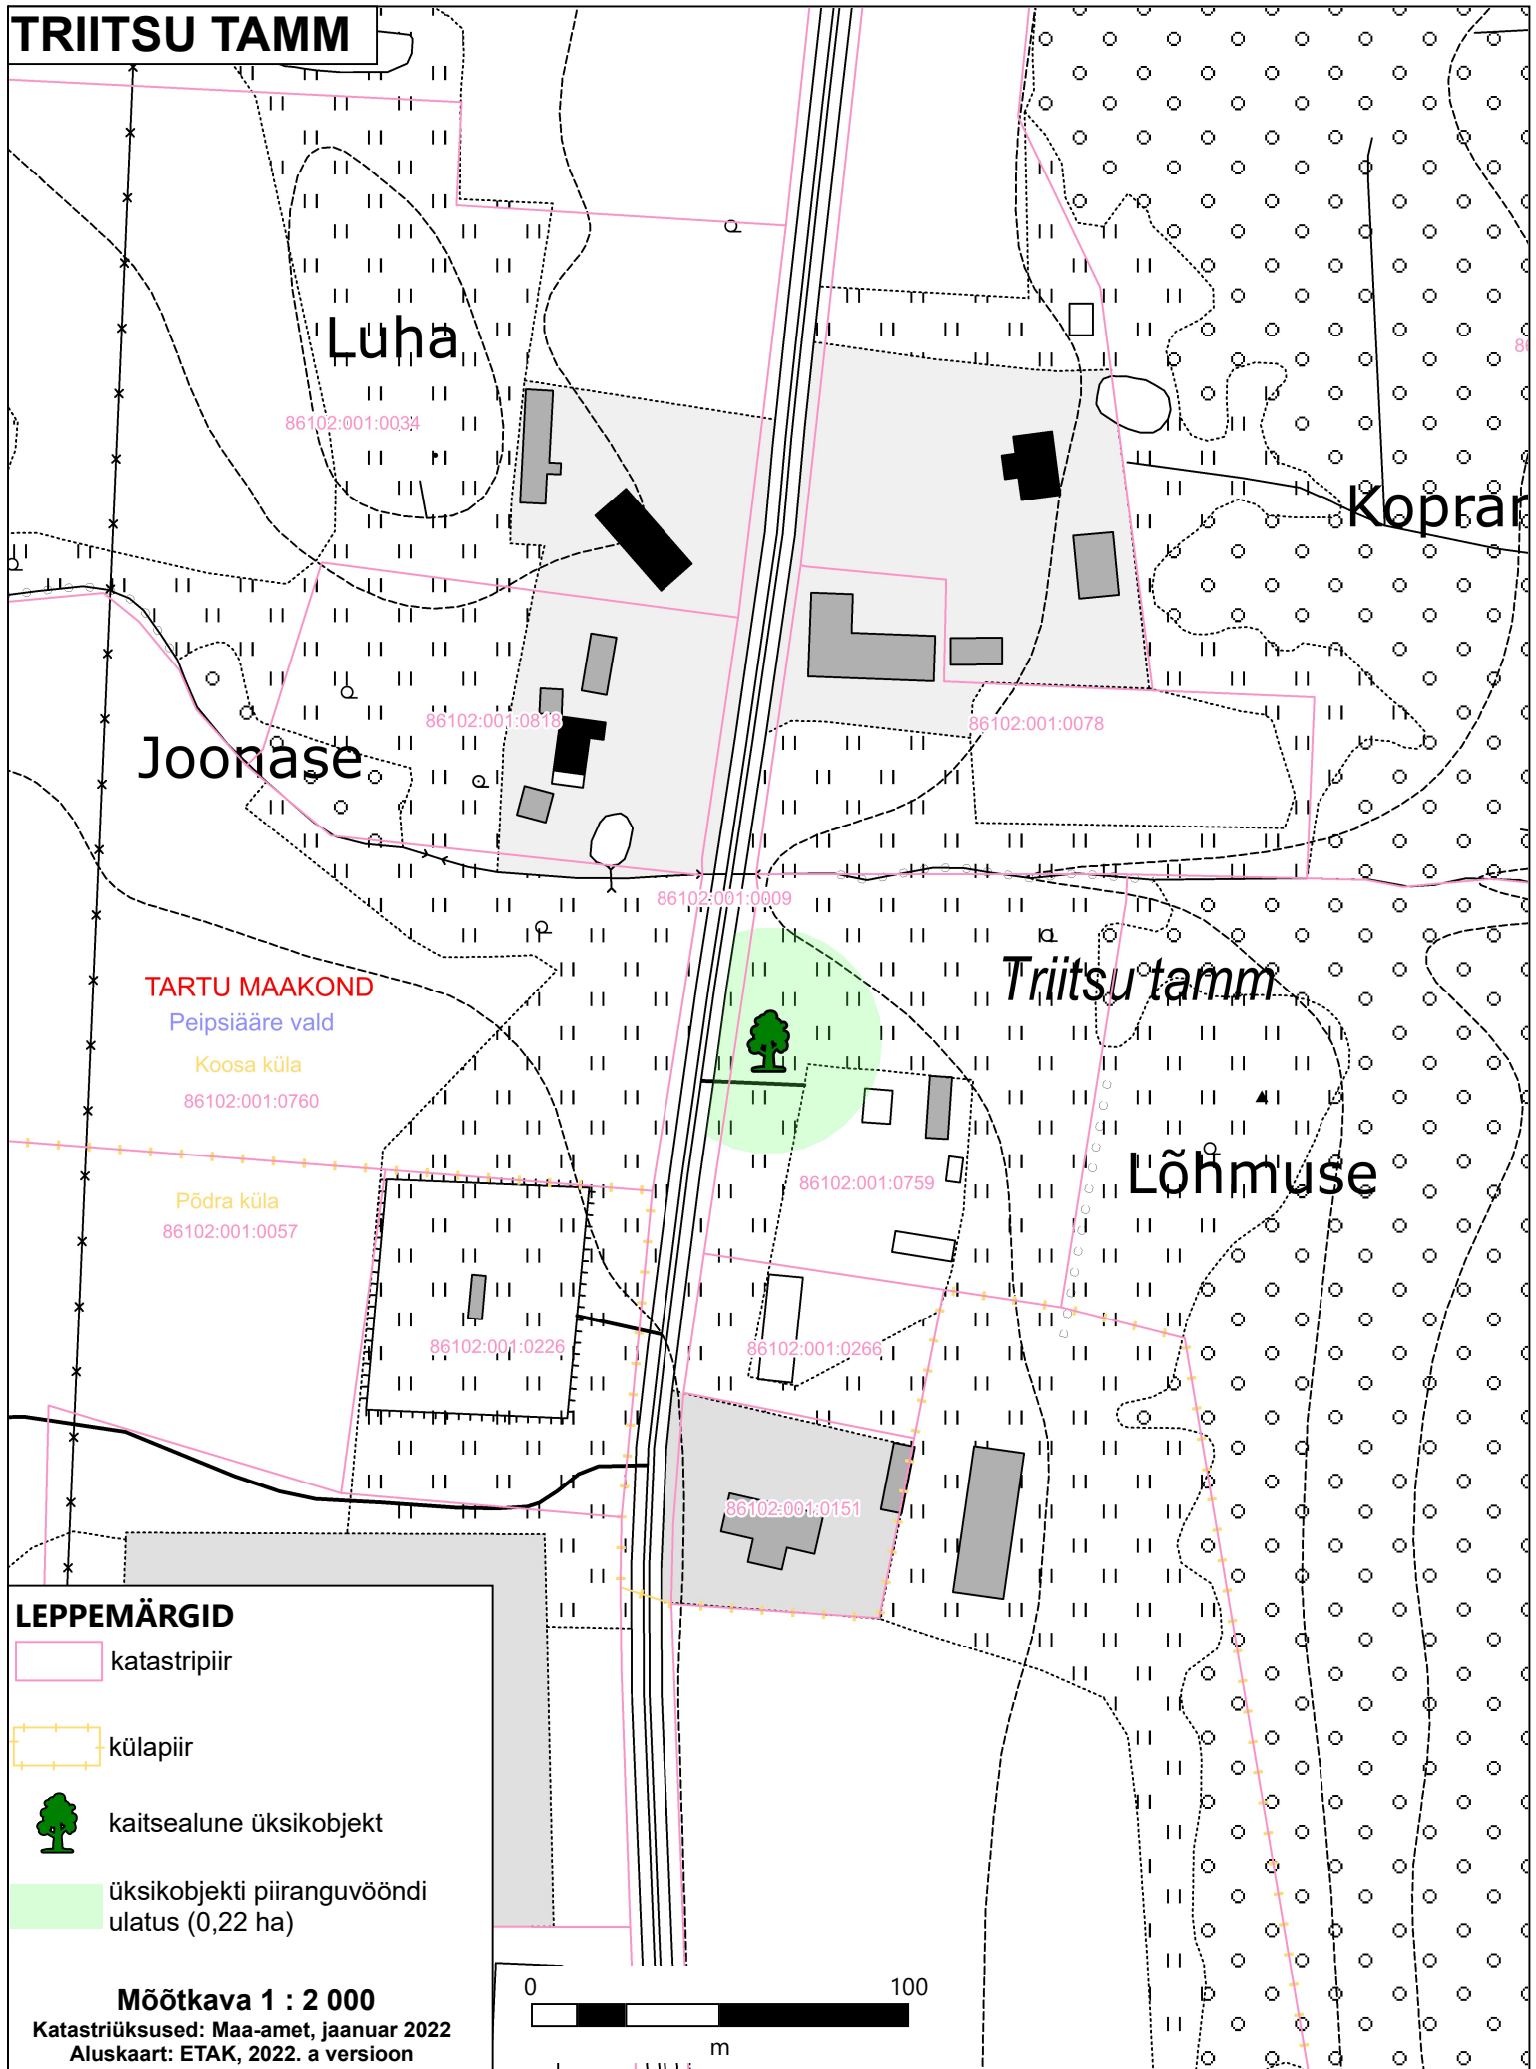 TRIITSU TAMM
Luha
86102:001:0034
Joonase
86102:001:0818
86102:001:0078
86102:001:0009
Triitsu tamm
TARTU MAAKOND
Peipsiääre vald
Koosa küla
86102:001:0760
Põdra küla
86102:001:0057
86102:001:0759
Lõhmuse
86102:001:0226
86102:001:0266
86102:001:0151
LEPPEMÄRGID
katastripiir
külapiir
kaitsealune üksikobjekt
üksikobjekti piiranguvööndi
ulatus (0,22 ha)
Mõõtkava 1 : 2 000
Katastriüksused: Maa-amet, jaanuar 2022
Aluskaart: ETAK, 2022. a versioon
0 100
m